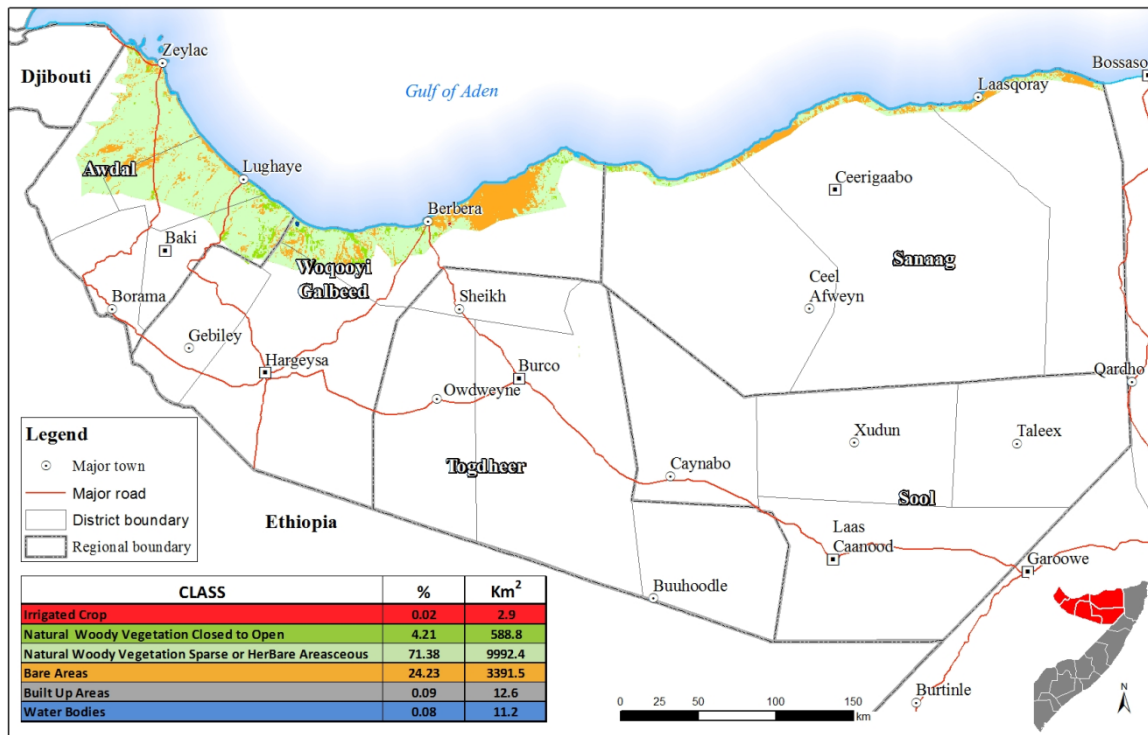 Zeylac
Djibouti
Gulf of Aden
Bossaso
Laasqoray
Awdal
Lughaye
Ceerigaabo
Berbera
Baki
Woqooyi
Galbeed
Sanaag
Ceel
Afweyn
Borama
Sheikh
Gebiley
Hargeysa
Burco
Qardho
Owdweyne
Xudun
Taleex
Togdheer
Caynabo
Sool
Ethiopia
Laas
Caanood
Garoowe
Buuhoodle
Burtinle
Legend
Major town
Major road
District boundary
Regional boundary
CLASS % Km2
Irrigated Crop 0.02 2.9
Natural Woody Vegetation Closed to Open 4.21 588.8
Natural Woody Vegetation Sparse or HerBare Areasceous 71.38 9992.4
Bare Areas 24.23 3391.5
Built Up Areas 0.09 12.6
Water Bodies 0.08 11.2
0 50 100 150
km
N